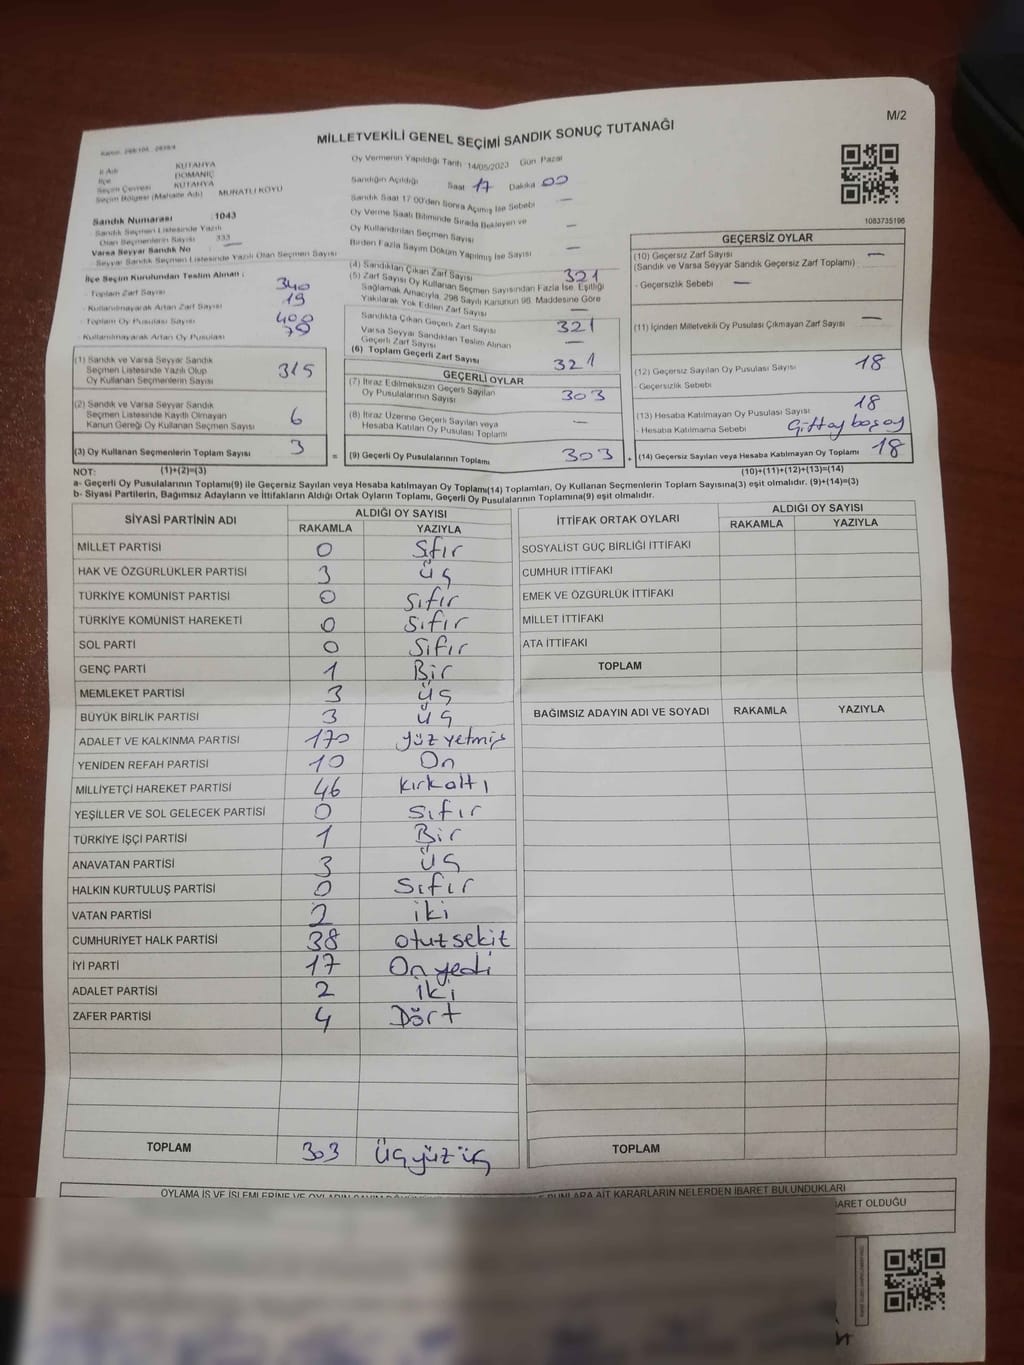 M/2
MİLLETVEKİLİ GENEL SEÇİMİ SANDIK SONUÇ TUTANAĞI
İl Adı KUTAHYA
İlçe DOMANİÇ
Seçim Çevresi KUTAHYA
Seçim Bölgesi (Mahalle Adı) MURATLI KOYU
Sandık Numarası : 1043
Sandık Seçmen Listesinde Yazılı
Olan Seçmenlerin Sayısı 333
Varsa Seyyar Sandık No —
Seyyar Sandık Seçmen Listesinde Yazılı Olan Seçmen Sayısı
İlçe Seçim Kurulundan Teslim Alınan :
- Toplam Zarf Sayısı 340
- Kullanılmayarak Artan Zarf Sayısı 19
- Toplam Oy Pusulası Sayısı 400
- Kullanılmayarak Artan Oy Pusulası 79
(1) Sandık ve Varsa Seyyar Sandık
Seçmen Listesinde Yazılı Olup
Oy Kullanan Seçmenlerin Sayısı 315
(2) Sandık ve Varsa Seyyar Sandık
Seçmen Listesinde Kayıtlı Olmayan
Kanun Gereği Oy Kullanan Seçmen Sayısı 6
(3) Oy Kullanan Seçmenlerin Toplam Sayısı 3
Oy Vermenin Yapıldığı Tarih 14/05/2023 Gün Pazar
Sandığın Açıldığı Saat 17 Dakika 00
Sandık Saat 17 00'den Sonra Açımış İse Sebebi —
Oy Verme Saati Bitiminde Sırada Bekleyen ve
Oy Kullandırılan Seçmen Sayısı —
Birden Fazla Sayım Döküm Yapılmış İse Sayısı —
(4) Sandıktan Çıkan Zarf Sayısı 321
(5) Zarf Sayısı Oy Kullanan Seçmen Sayısından Fazla İse, Eşitliği
Sağlamak Amacıyla, 298 Sayılı Kanunun 98. Maddesine Göre
Yakılarak Yok Edilen Zarf Sayısı —
Sandıkta Çıkan Geçerli Zarf Sayısı 321
Varsa Seyyar Sandıktan Teslim Alınan
Geçerli Zarf Sayısı —
(6) Toplam Geçerli Zarf Sayısı 321
GEÇERLİ OYLAR
(7) İtiraz Edilmeksizin Geçerli Sayılan
Oy Pusulalarının Sayısı 303
(8) İtiraz Üzerine Geçerli Sayılan veya
Hesaba Katılan Oy Pusulası Toplamı —
= (9) Geçerli Oy Pusulalarının Toplamı 303
1083735196
GEÇERSİZ OYLAR
(10) Geçersiz Zarf Sayısı —
(Sandık ve Varsa Seyyar Sandık Geçersiz Zarf Toplamı)
- Geçersizlik Sebebi —
(11) İçinden Milletvekili Oy Pusulası Çıkmayan Zarf Sayısı —
(12) Geçersiz Sayılan Oy Pusulası Sayısı 18
- Geçersizlik Sebebi
(13) Hesaba Katılmayan Oy Pusulası Sayısı 18
- Hesaba Katılmama Sebebi
+ (14) Geçersiz Sayılan veya Hesaba Katılmayan Oy Toplamı 18
NOT: (1)+(2)=(3) (10)+(11)+(12)+(13)=(14)
a- Geçerli Oy Pusulalarının Toplamı(9) ile Geçersiz Sayılan veya Hesaba katılmayan Oy Toplamı(14) Toplamları, Oy Kullanan Seçmenlerin Toplam Sayısına(3) eşit olmalıdır. (9)+(14)=(3)
b- Siyasi Partilerin, Bağımsız Adayların ve İttifakların Aldığı Ortak Oyların Toplamı, Geçerli Oy Pusulalarının Toplamına(9) eşit olmalıdır.
SİYASİ PARTİNİN ADI ALDIĞI OY SAYISI
RAKAMLA YAZIYLA
MİLLET PARTİSİ 0 Sıfır
HAK VE ÖZGÜRLÜKLER PARTİSİ 3 üç
TÜRKİYE KOMÜNİST PARTİSİ 0 Sıfır
TÜRKİYE KOMÜNİST HAREKETİ 0 Sıfır
SOL PARTİ 0 Sıfır
GENÇ PARTİ 1 Bir
MEMLEKET PARTİSİ 3 üç
BÜYÜK BİRLİK PARTİSİ 3 üç
ADALET VE KALKINMA PARTİSİ 170 yüz yetmiş
YENİDEN REFAH PARTİSİ 10 On
MİLLİYETÇİ HAREKET PARTİSİ 46 kırkaltı
YEŞİLLER VE SOL GELECEK PARTİSİ 0 Sıfır
TÜRKİYE İŞÇİ PARTİSİ 1 Bir
ANAVATAN PARTİSİ 3 üç
HALKIN KURTULUŞ PARTİSİ 0 Sıfır
VATAN PARTİSİ 2 iki
CUMHURİYET HALK PARTİSİ 38 otuzsekiz
İYİ PARTİ 17 On yedi
ADALET PARTİSİ 2 iki
ZAFER PARTİSİ 4 Dört
TOPLAM 303 üçyüz üç
İTTİFAK ORTAK OYLARI ALDIĞI OY SAYISI
RAKAMLA YAZIYLA
SOSYALİST GÜÇ BİRLİĞİ İTTİFAKI
CUMHUR İTTİFAKI
EMEK VE ÖZGÜRLÜK İTTİFAKI
MİLLET İTTİFAKI
ATA İTTİFAKI
TOPLAM
BAĞIMSIZ ADAYIN ADI VE SOYADI RAKAMLA YAZIYLA
TOPLAM
OYLAMA İŞ VE İŞLEMLERİNE VE OYLARIN SAYIM BUNLARA AİT KARARLARIN NELERDEN İBARET BULUNDUKLARI
İBARET OLDUĞU